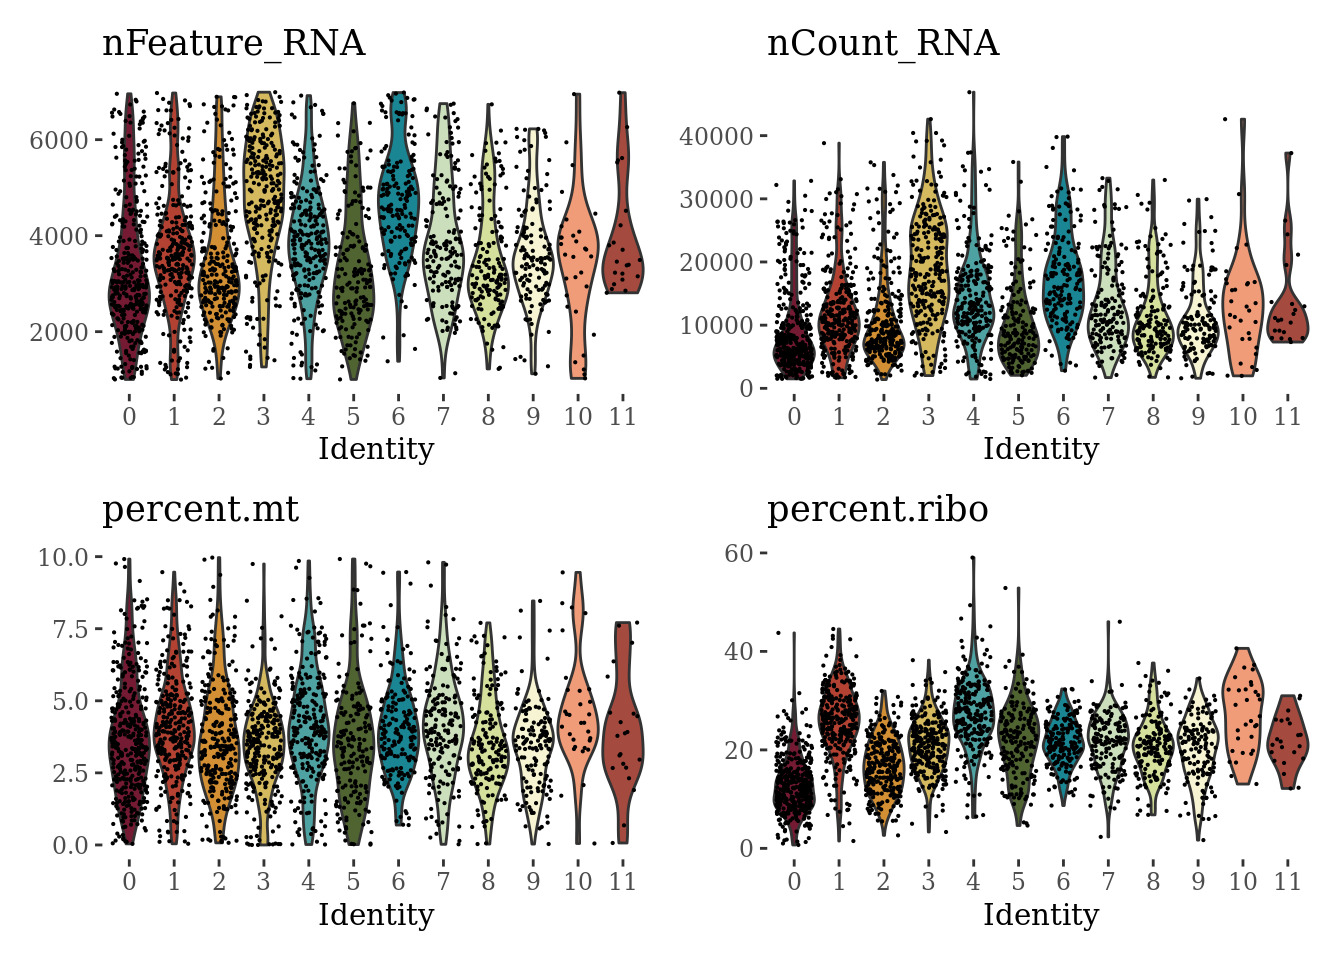 nFeature_RNA
6000
4000
2000
0 1 2 3 4 5 6 7 8 9 10 11
Identity
nCount_RNA
40000
30000
20000
10000
0
0 1 2 3 4 5 6 7 8 9 10 11
Identity
percent.mt
10.0
7.5
5.0
2.5
0.0
0 1 2 3 4 5 6 7 8 9 10 11
Identity
percent.ribo
60
40
20
0
0 1 2 3 4 5 6 7 8 9 10 11
Identity